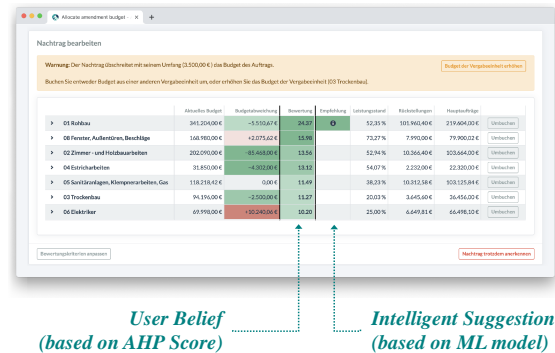 Allocate amendment budget
Nachtrag bearbeiten
Warnung: Der Nachtrag überschreitet mit seinem Umfang (3.500,00 €) das Budget des Auftrags.
Budget der Vergabeeinheit erhöhen
Buchen Sie entweder Budget aus einer anderen Vergabeeinheit um, oder erhöhen Sie das Budget der Vergabeeinheit (03 Trockenbau).
Aktuelles Budget Budgetabweichung Bewertung Empfehlung Leistungsstand Rückstellungen Hauptaufträge
> 01 Rohbau 341.204,00 € −5.510,67 € 24.37 52,35 % 101.960,40 € 219.604,00 € Umbuchen
> 08 Fenster, Außentüren, Beschläge 168.980,00 € +2.075,62 € 15.98 73,27 % 7.990,00 € 79.900,02 € Umbuchen
> 02 Zimmer- und Holzbauarbeiten 202.090,00 € −85.468,00 € 13.56 52,94 % 10.366,40 € 103.664,00 € Umbuchen
> 04 Estricharbeiten 31.850,00 € −4.302,00 € 13.12 54,07 % 2.232,00 € 22.320,00 € Umbuchen
> 05 Sanitäranlagen, Klempnerarbeiten, Gas 118.218,42 € 0,00 € 11.49 38,23 % 10.312,58 € 103.125,84 € Umbuchen
> 03 Trockenbau 94.196,00 € −2.500,00 € 11.27 20,03 % 3.645,60 € 36.456,00 € Umbuchen
> 06 Elektriker 69.998,00 € +10.240,06 € 10.20 25,00 % 6.649,81 € 66.498,10 € Umbuchen
Bewertungskriterien anpassen
Nachtrag trotzdem anerkennen
User Belief
(based on AHP Score)
Intelligent Suggestion
(based on ML model)